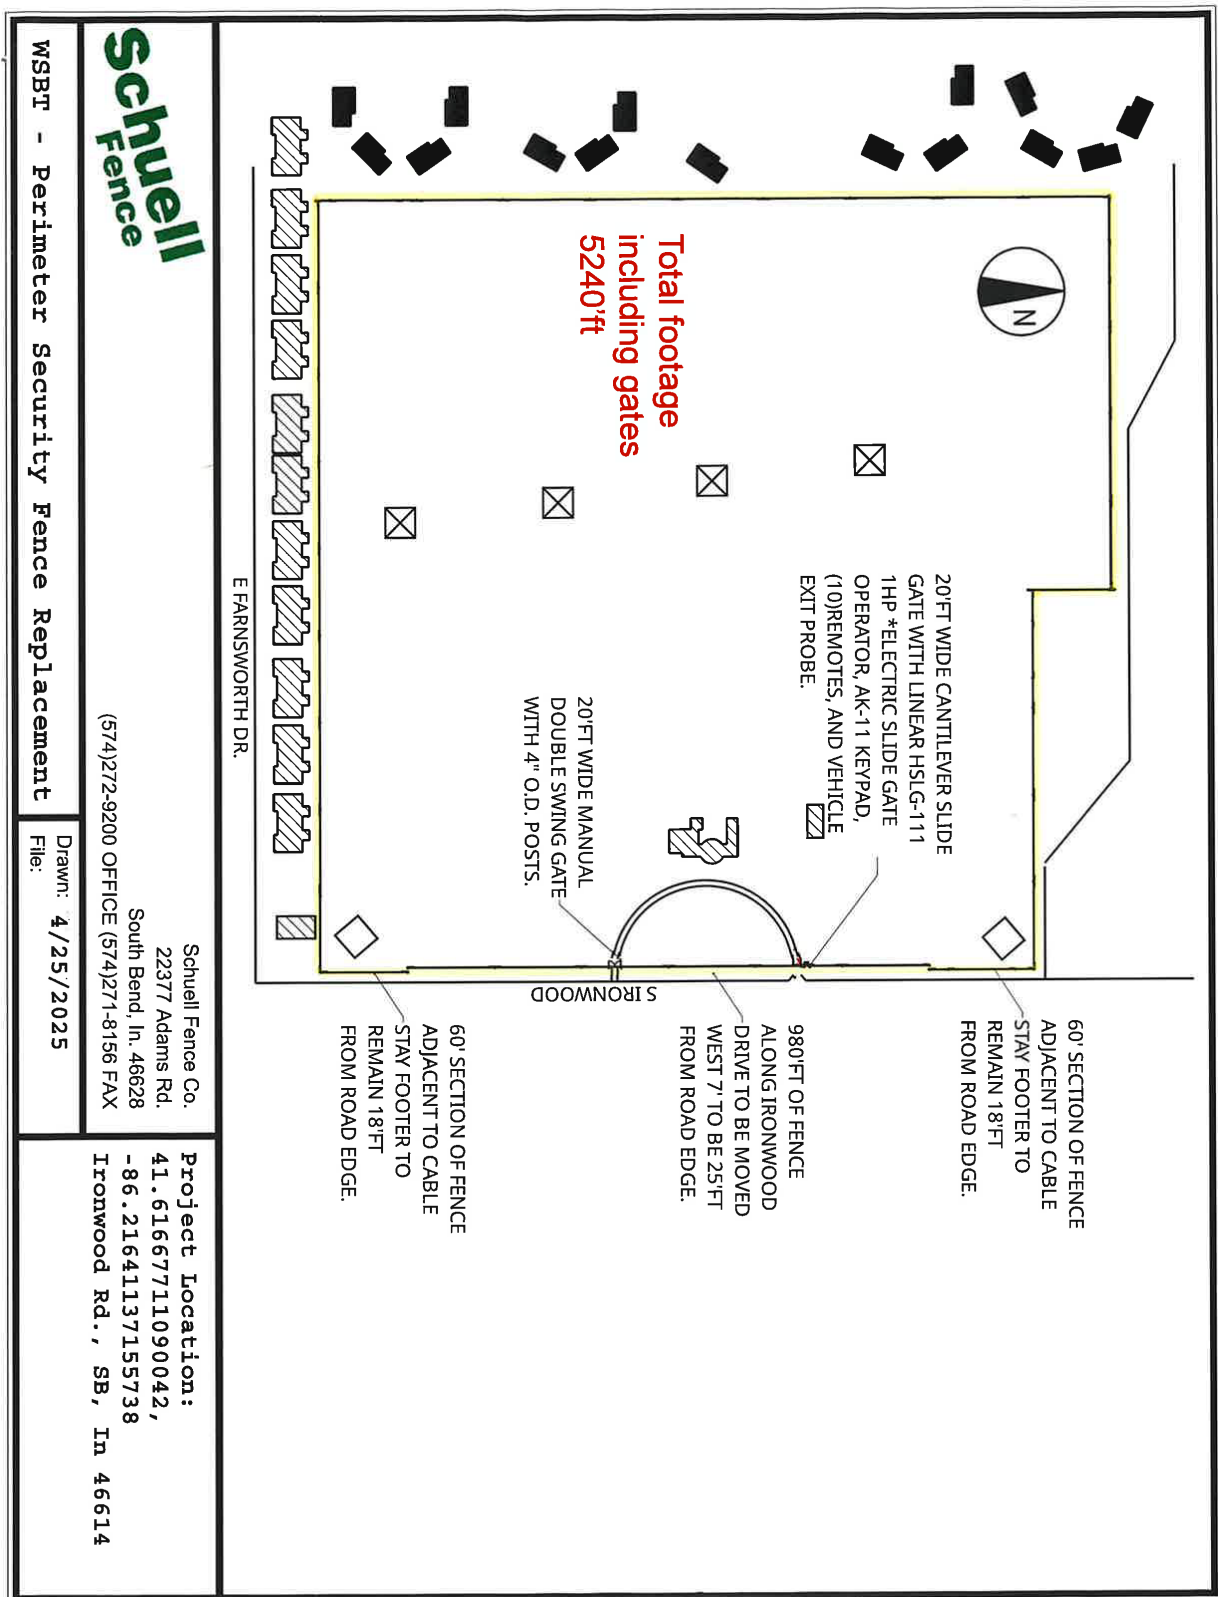 N
Total footage
including gates
5240'ft
20'FT WIDE CANTILEVER SLIDE
GATE WITH LINEAR HSLG-111
1HP *ELECTRIC SLIDE GATE
OPERATOR, AK-11 KEYPAD,
(10)REMOTES, AND VEHICLE
EXIT PROBE.
20'FT WIDE MANUAL
DOUBLE SWING GATE
WITH 4" O.D. POSTS.
60' SECTION OF FENCE
ADJACENT TO CABLE
STAY FOOTER TO
REMAIN 18'FT
FROM ROAD EDGE.
980'FT OF FENCE
ALONG IRONWOOD
DRIVE TO BE MOVED
WEST 7' TO BE 25'FT
FROM ROAD EDGE.
60' SECTION OF FENCE
ADJACENT TO CABLE
STAY FOOTER TO
REMAIN 18'FT
FROM ROAD EDGE.
S IRONWOOD
E FARNSWORTH DR.
Schuell
Fence
Schuell Fence Co.
22377 Adams Rd.
South Bend, In. 46628
(574)272-9200 OFFICE (574)271-8156 FAX
Project Location:
41.61667711090042,
-86.21641137155738
Ironwood Rd., SB, In 46614
WSBT - Perimeter Security Fence Replacement
Drawn: 4/25/2025
File: